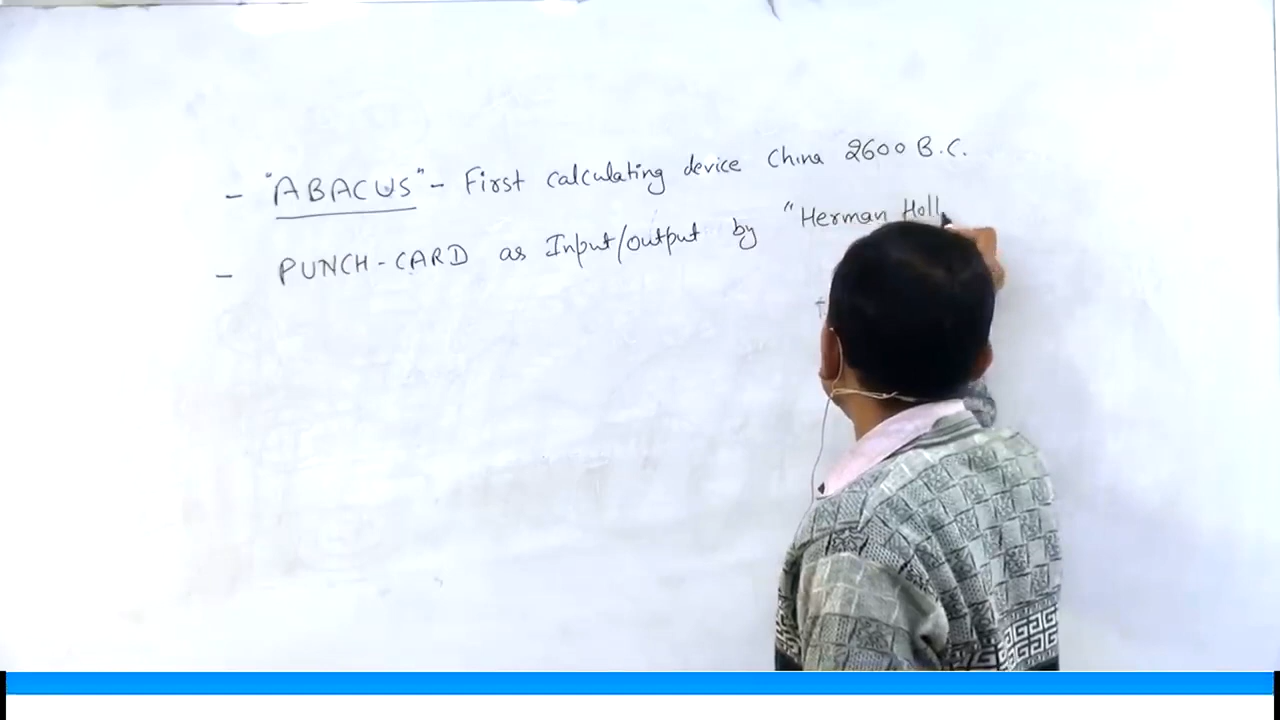 - "ABACUS" - First calculating device China 2600 B.C.
- PUNCH-CARD as Input/output by "Herman Holl